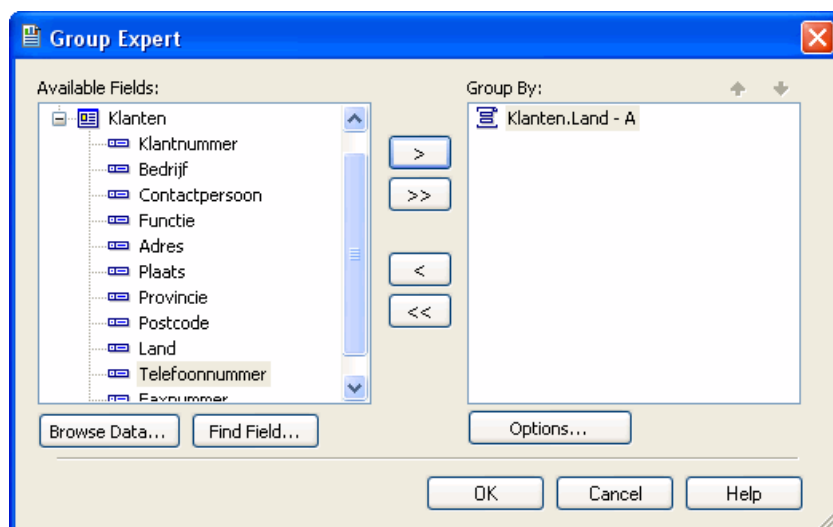 Group Expert
Available Fields:
Klanten
Klantnummer
Bedrijf
Contactpersoon
Functie
Adres
Plaats
Provincie
Postcode
Land
Telefoonnummer
Faxnummer
Browse Data...
Find Field...
>
>>
<
<<
Group By:
Klanten.Land - A
Options...
OK
Cancel
Help